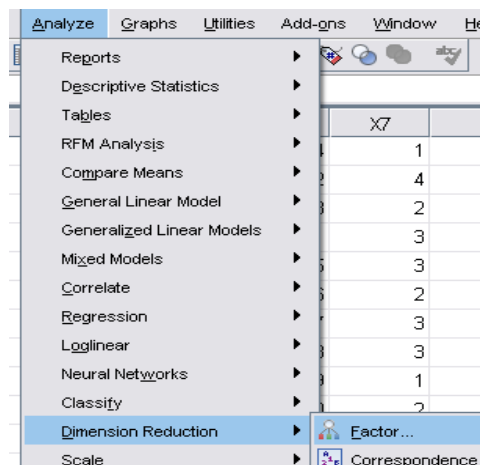 Analyze Graphs Utilities Add-ons Window
Reports
Descriptive Statistics
Tables
X7
RFM Analysis
1
Compare Means
4
General Linear Model
2
Generalized Linear Models
3
Mixed Models
3
Correlate
2
Regression
3
Loglinear
3
Neural Networks
1
Classify
2
Dimension Reduction
Factor...
Scale
Correspondence